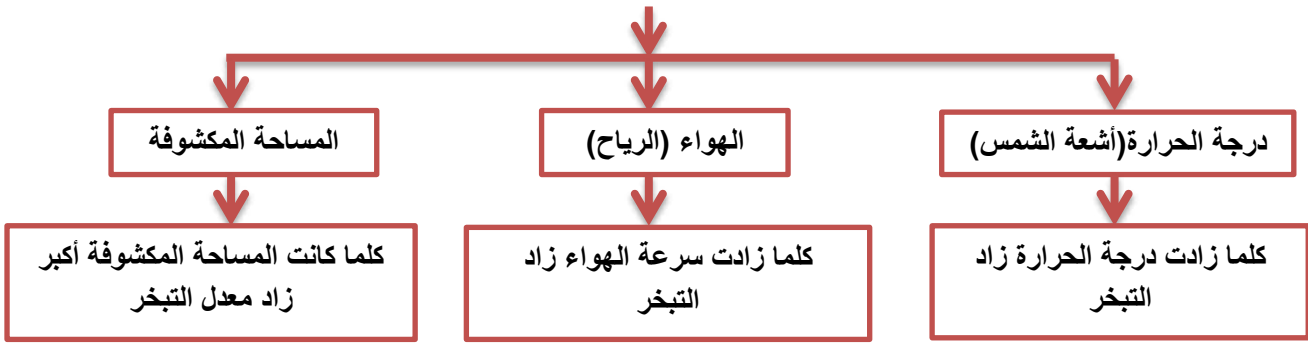 درجة الحرارة(أشعة الشمس)
الهواء (الرياح)
المساحة المكشوفة
كلما زادت درجة الحرارة زاد
التبخر
كلما زادت سرعة الهواء زاد
التبخر
كلما كانت المساحة المكشوفة أكبر
زاد معدل التبخر